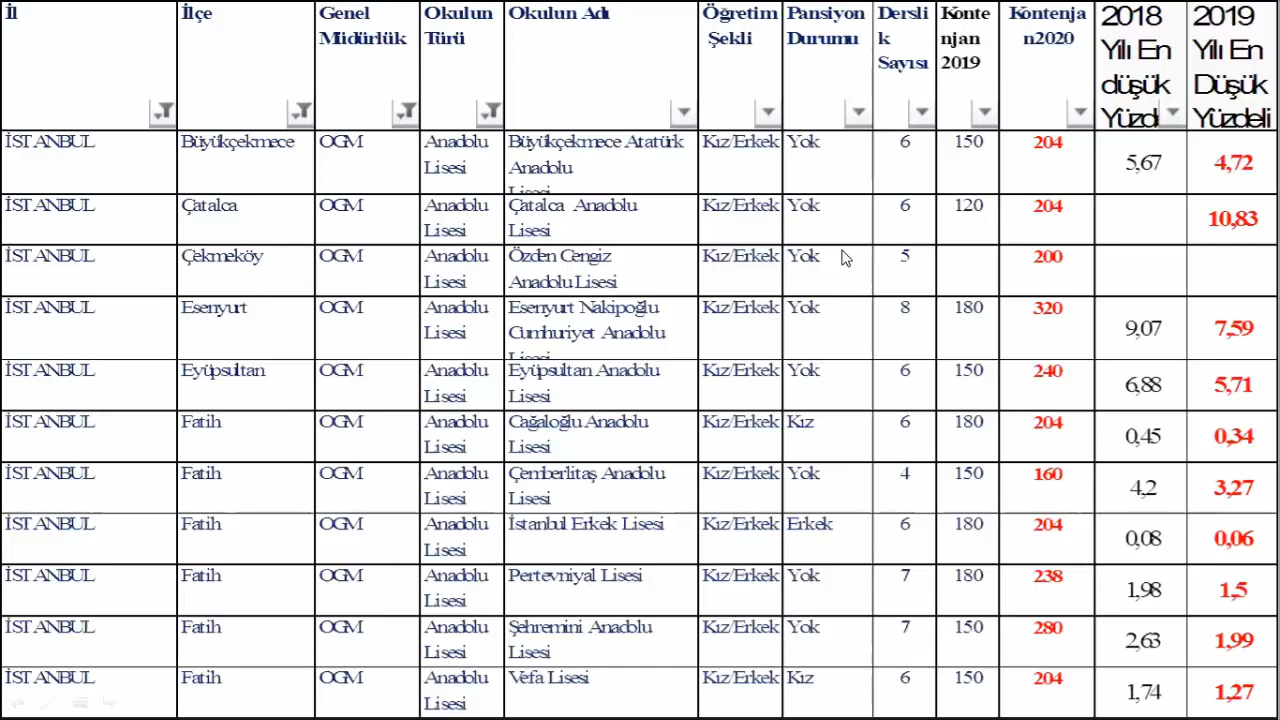 İl İlçe Genel Müdürlük Okulun Türü Okulun Adı Öğretim Şekli Pansiyon Durumu Derslik Sayısı Kontenjan 2019 Kontenjan2020 2018 Yılı En düşük Yüzd 2019 Yılı En Düşük Yüzdeli
İSTANBUL Büyükçekmece OGM Anadolu Lisesi Büyükçekmece Atatürk Anadolu Lisesi Kız/Erkek Yok 6 150 204 5,67 4,72
İSTANBUL Çatalca OGM Anadolu Lisesi Çatalca Anadolu Lisesi Kız/Erkek Yok 6 120 204 10,83
İSTANBUL Çekmeköy OGM Anadolu Lisesi Özden Cengiz Anadolu Lisesi Kız/Erkek Yok 5 200
İSTANBUL Esenyurt OGM Anadolu Lisesi Esenyurt Nakipoğlu Cumhuriyet Anadolu Lisesi Kız/Erkek Yok 8 180 320 9,07 7,59
İSTANBUL Eyüpsultan OGM Anadolu Lisesi Eyüpsultan Anadolu Lisesi Kız/Erkek Yok 6 150 240 6,88 5,71
İSTANBUL Fatih OGM Anadolu Lisesi Cağaloğlu Anadolu Lisesi Kız/Erkek Kız 6 180 204 0,45 0,34
İSTANBUL Fatih OGM Anadolu Lisesi Çemberlitaş Anadolu Lisesi Kız/Erkek Yok 4 150 160 4,2 3,27
İSTANBUL Fatih OGM Anadolu Lisesi İstanbul Erkek Lisesi Kız/Erkek Erkek 6 180 204 0,08 0,06
İSTANBUL Fatih OGM Anadolu Lisesi Pertevniyal Lisesi Kız/Erkek Yok 7 180 238 1,98 1,5
İSTANBUL Fatih OGM Anadolu Lisesi Şehremini Anadolu Lisesi Kız/Erkek Yok 7 150 280 2,63 1,99
İSTANBUL Fatih OGM Anadolu Lisesi Vefa Lisesi Kız/Erkek Kız 6 150 204 1,74 1,27